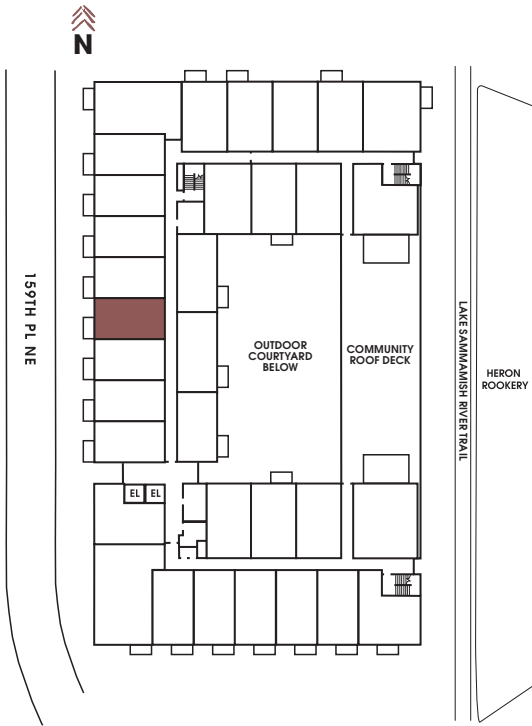 N
159TH PL NE
OUTDOOR
COURTYARD
BELOW
COMMUNITY
ROOF DECK
LAKE SAMMAMISH RIVER TRAIL
HERON
ROOKERY
EL EL